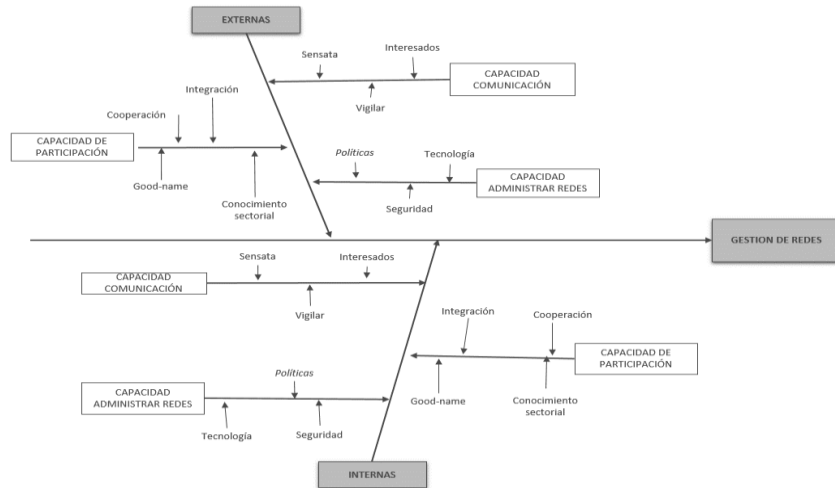 EXTERNAS
Sensata
Interesados
CAPACIDAD
COMUNICACIÓN
Vigilar
Integración
Cooperación
CAPACIDAD DE
PARTICIPACIÓN
Good-name
Conocimiento
sectorial
Políticas
Tecnología
CAPACIDAD
ADMINISTRAR REDES
Seguridad
GESTION DE REDES
CAPACIDAD
COMUNICACIÓN
Sensata
Interesados
Vigilar
Integración
Cooperación
CAPACIDAD DE
PARTICIPACIÓN
Good-name
Conocimiento
sectorial
CAPACIDAD
ADMINISTRAR REDES
Políticas
Tecnología
Seguridad
INTERNAS